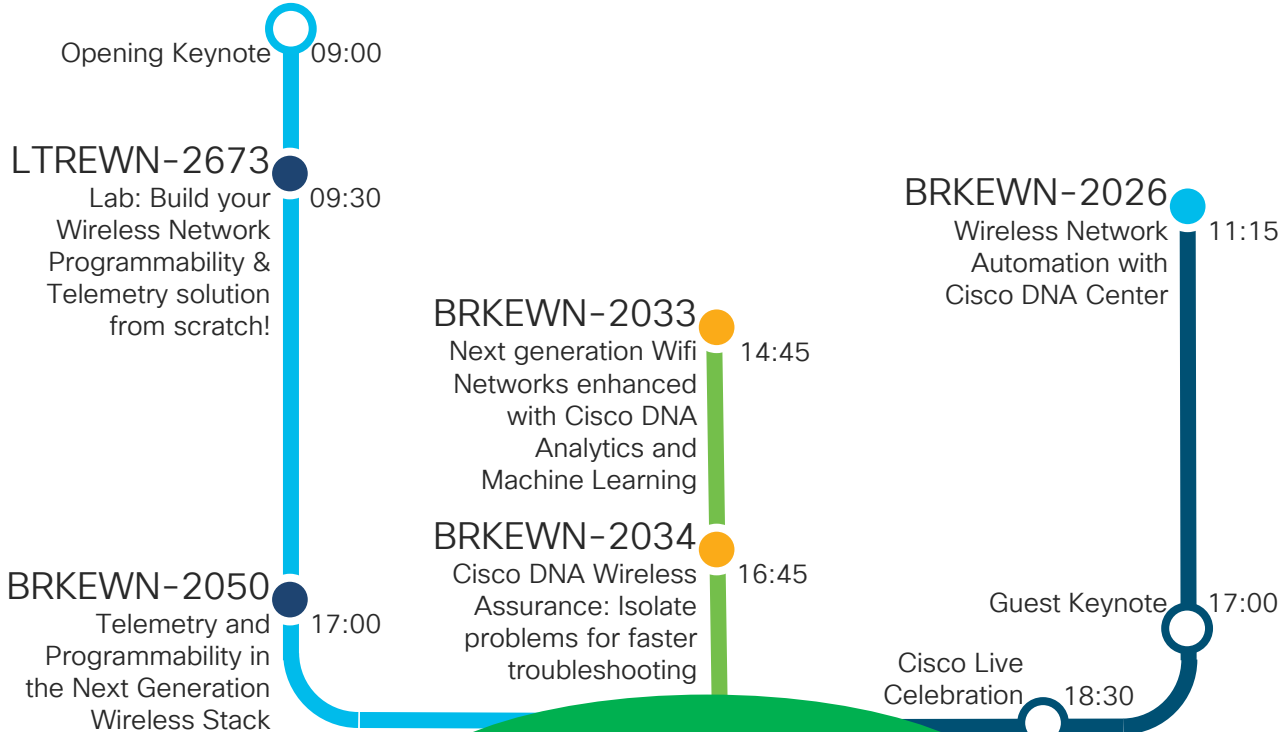 Opening Keynote
09:00
LTREWN-2673
Lab: Build your
09:30
Wireless Network
Programmability &
Telemetry solution
from scratch!
BRKEWN-2050
Telemetry and
17:00
Programmability in
the Next Generation
Wireless Stack
BRKEWN-2033
Next generation Wifi
14:45
Networks enhanced
with Cisco DNA
Analytics and
Machine Learning
BRKEWN-2034
Cisco DNA Wireless
16:45
Assurance: Isolate
problems for faster
troubleshooting
BRKEWN-2026
Wireless Network
11:15
Automation with
Cisco DNA Center
Guest Keynote
17:00
Cisco Live
Celebration
18:30